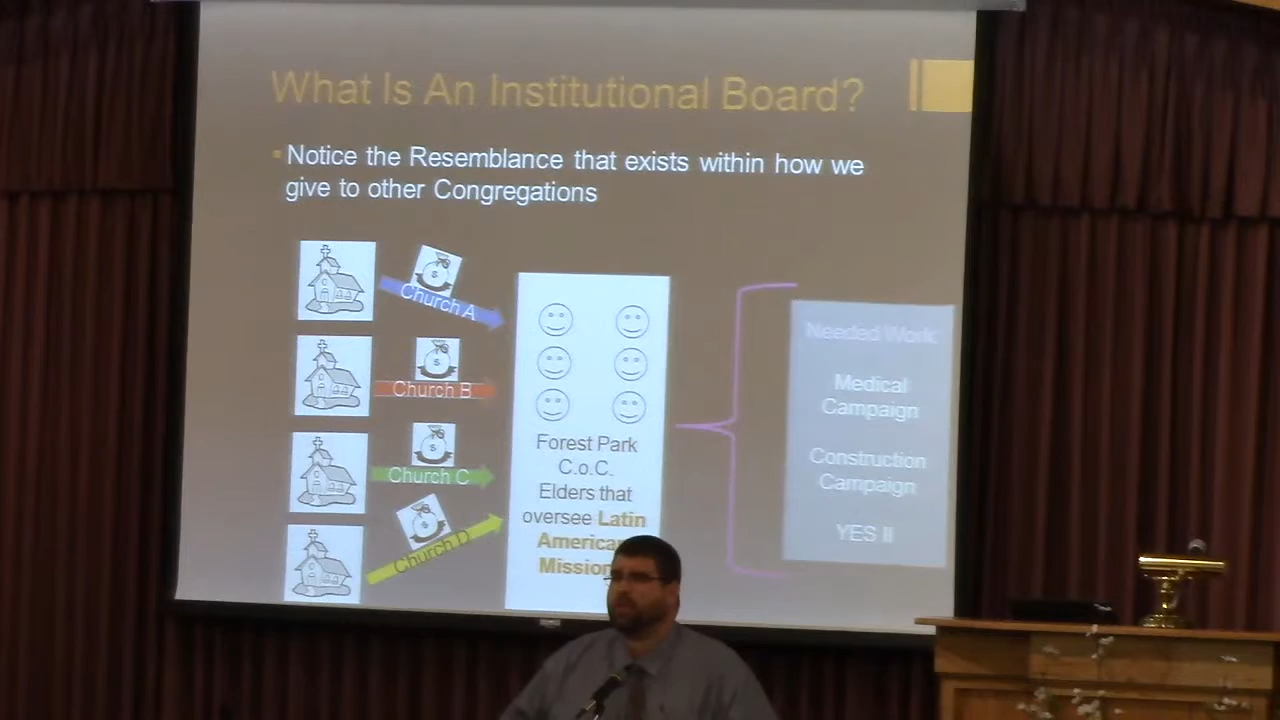 What Is An Institutional Board?
Notice the Resemblance that exists within how we
give to other Congregations
$
Church A
$
Church B
$
Church C
$
Church D
Forest Park
C.o.C.
Elders that
oversee Latin
America
Mission
Needed Work:
Medical
Campaign
Construction
Campaign
YES II